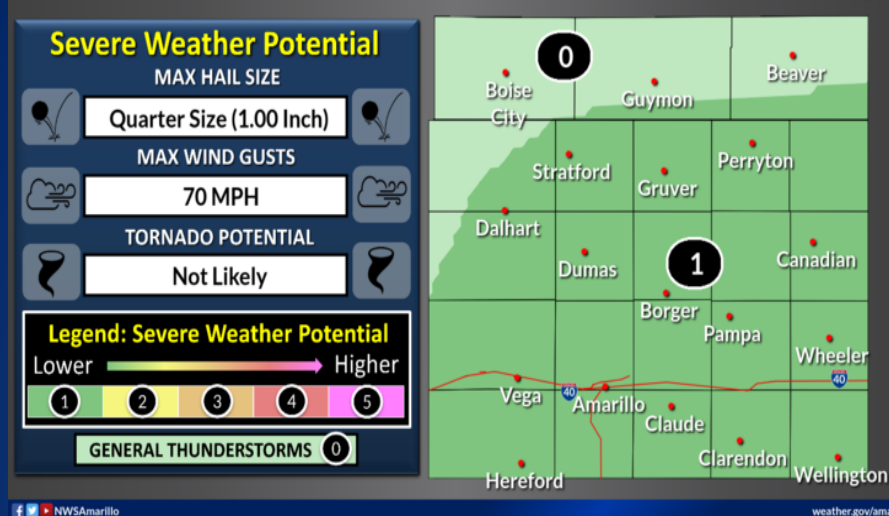 Severe Weather Potential
MAX HAIL SIZE
Quarter Size (1.00 Inch)
MAX WIND GUSTS
70 MPH
TORNADO POTENTIAL
Not Likely
Legend: Severe Weather Potential
Lower Higher
1 2 3 4 5
GENERAL THUNDERSTORMS 0
0
Boise
City
Guymon
Beaver
Stratford
Gruver
Perryton
Dalhart
Dumas
1
Canadian
Borger
Pampa
Wheeler
Vega
40
Amarillo
40
Claude
Clarendon
Hereford
Wellington
NWSAmarillo
weather.gov/ama